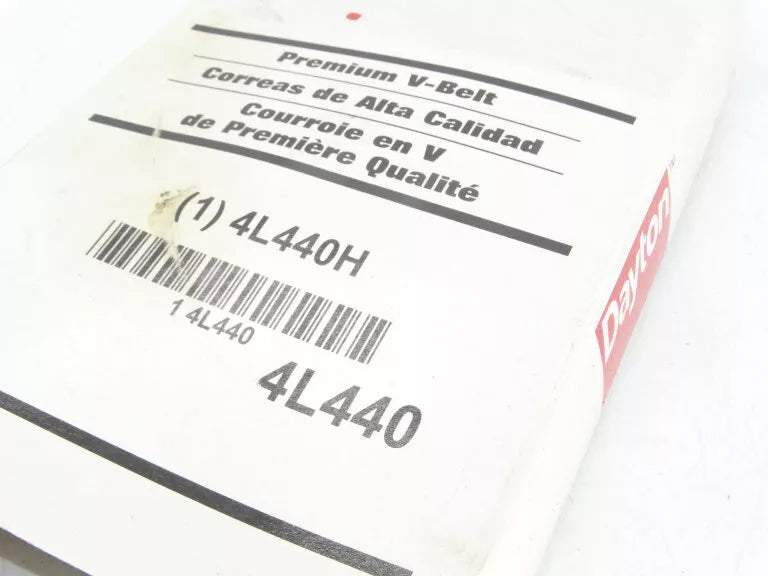 Premium V-Belt
Correas de Alta Calidad
Courroie en V
de Première Qualité
(1) 4L440H
1 4L440
4L440
Dayton